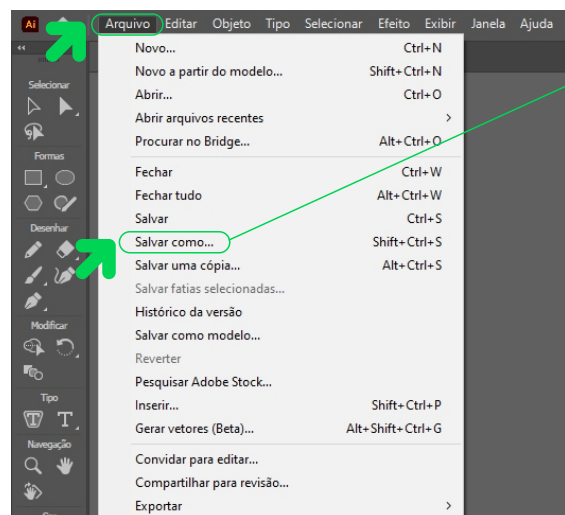 Ai Arquivo Editar Objeto Tipo Selecionar Efeito Exibir Janela Ajuda
Novo... Ctrl+N
Novo a partir do modelo... Shift+Ctrl+N
Abrir... Ctrl+O
Abrir arquivos recentes >
Procurar no Bridge... Alt+Ctrl+O
Fechar Ctrl+W
Fechar tudo Alt+Ctrl+W
Salvar Ctrl+S
Salvar como... Shift+Ctrl+S
Salvar uma cópia... Alt+Ctrl+S
Salvar fatias selecionadas...
Histórico da versão
Salvar como modelo...
Reverter
Pesquisar Adobe Stock...
Inserir... Shift+Ctrl+P
Gerar vetores (Beta)... Alt+Shift+Ctrl+G
Convidar para editar...
Compartilhar para revisão...
Exportar >
Selecionar
Formas
Desenhar
Modificar
Tipo
Navegação